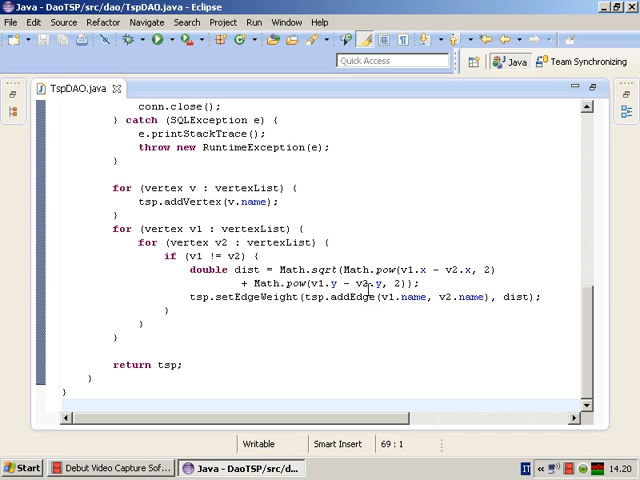 Java - DaoTSP/src/dao/TspDAO.java - Eclipse
File Edit Source Refactor Navigate Search Project Run Window Help
Quick Access
Java
Team Synchronizing
TspDAO.java
conn.close();
} catch (SQLException e) {
e.printStackTrace();
throw new RuntimeException(e);
}
for (vertex v : vertexList) {
tsp.addVertex(v.name);
}
for (vertex v1 : vertexList) {
for (vertex v2 : vertexList) {
if (v1 != v2) {
double dist = Math.sqrt(Math.pow(v1.x - v2.x, 2)
+ Math.pow(v1.y - v2.y, 2));
tsp.setEdgeWeight(tsp.addEdge(v1.name, v2.name), dist);
}
}
}
return tsp;
}
}
Writable
Smart Insert
69 : 1
Start
Debut Video Capture Sof...
Java - DaoTSP/src/d...
IT
«
14.20